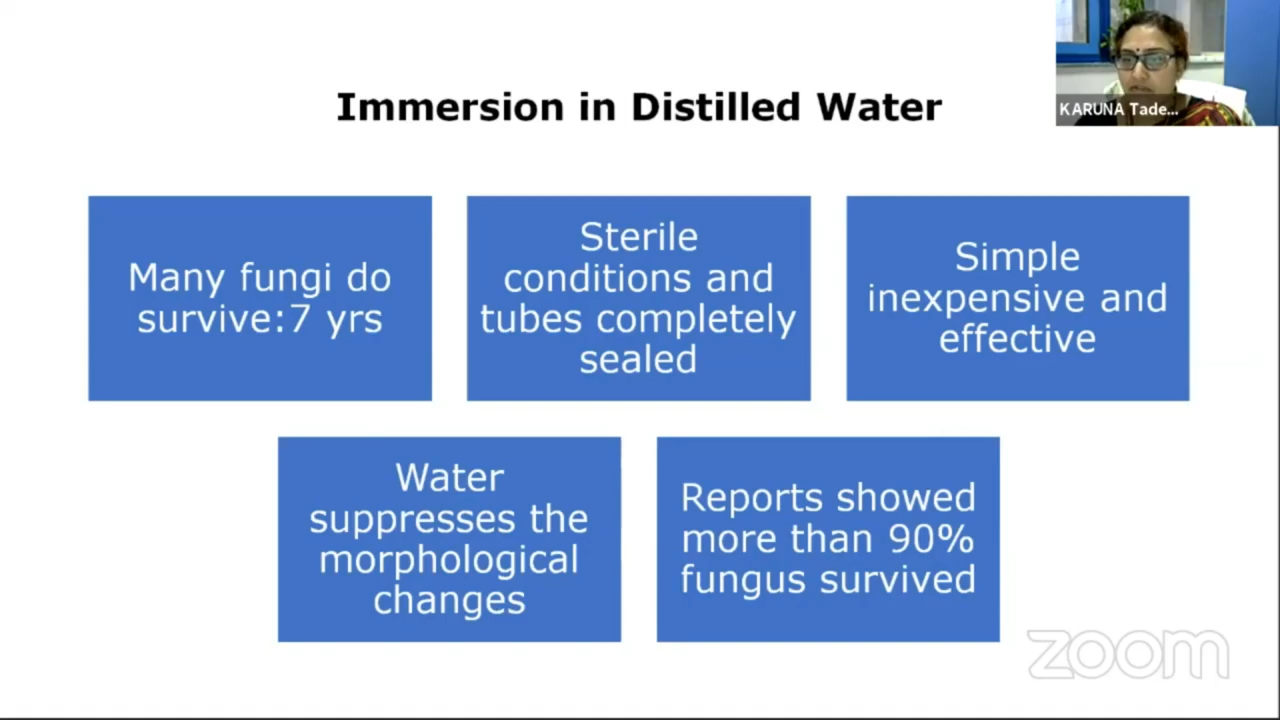 KARUNA Tade...
Immersion in Distilled Water
Many fungi do
survive:7 yrs
Sterile
conditions and
tubes completely
sealed
Simple
inexpensive and
effective
Water
suppresses the
morphological
changes
Reports showed
more than 90%
fungus survived
zoom